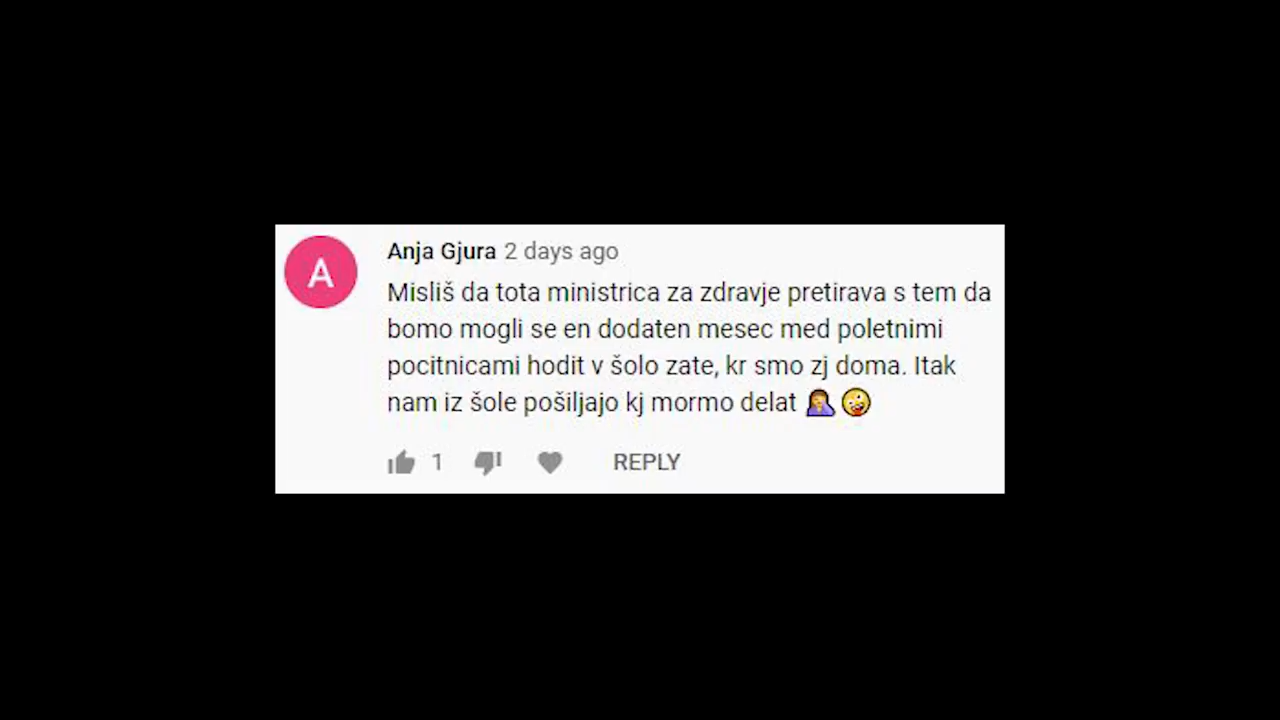 A
Anja Gjura 2 days ago
Misliš da tota ministrica za zdravje pretirava s tem da
bomo mogli se en dodaten mesec med poletnimi
pocitnicami hodit v šolo zate, kr smo zj doma. Itak
nam iz šole pošiljajo kj mormo delat 🤦🏽‍♀️🤪
1 REPLY